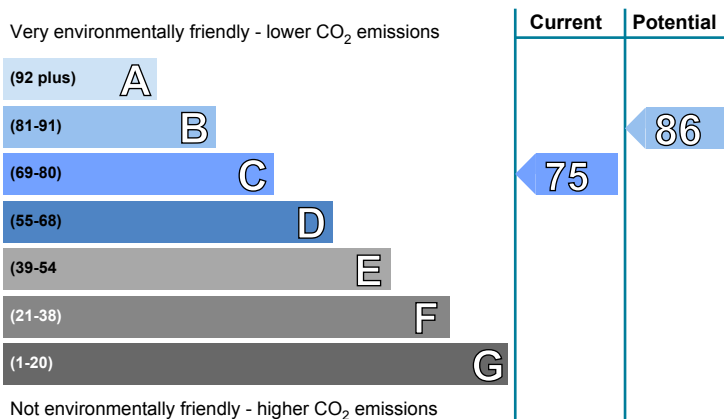 Current Potential
Very environmentally friendly - lower CO2 emissions
(92 plus) A
(81-91) B 86
(69-80) C 75
(55-68) D
(39-54 E
(21-38) F
(1-20) G
Not environmentally friendly - higher CO2 emissions